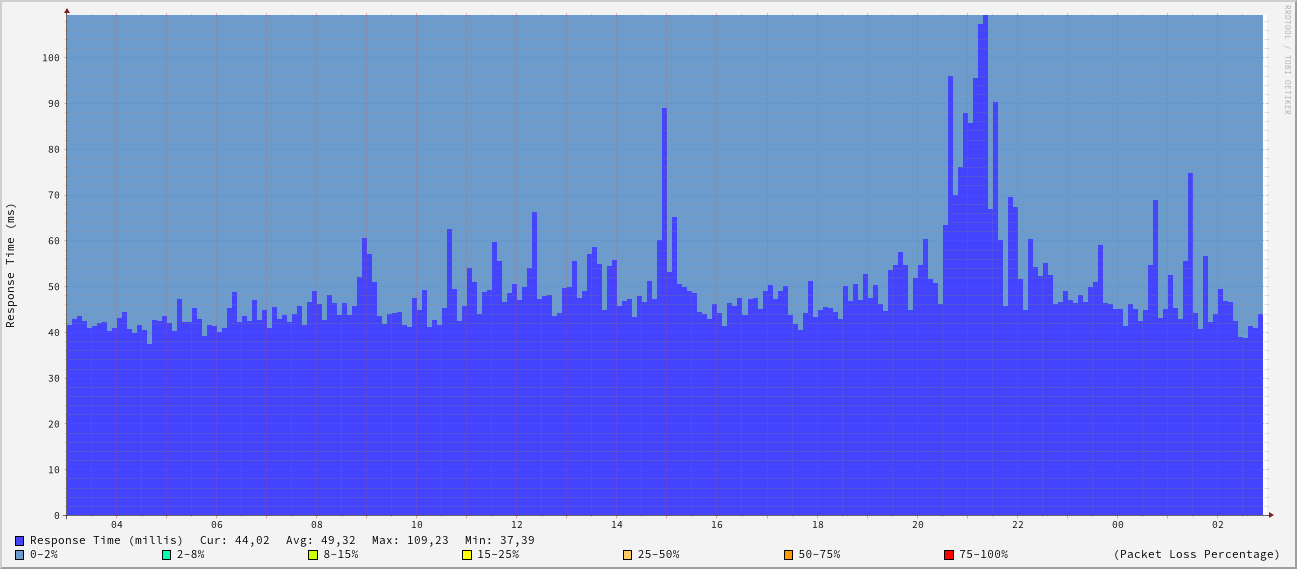 RRDTOOL / TOBI OETIKER
Response Time (ms)
100
90
80
70
60
50
40
30
20
10
0
04 06 08 10 12 14 16 18 20 22 00 02
Response Time (millis) Cur: 44,02 Avg: 49,32 Max: 109,23 Min: 37,39
0-2% 2-8% 8-15% 15-25% 25-50% 50-75% 75-100% (Packet Loss Percentage)